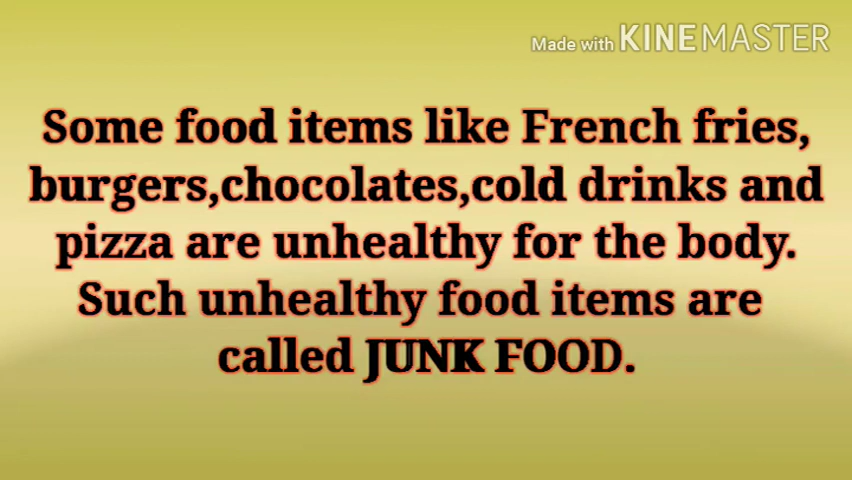 Made with KINEMASTER
Some food items like French fries,
burgers,chocolates,cold drinks and
pizza are unhealthy for the body.
Such unhealthy food items are
called JUNK FOOD.